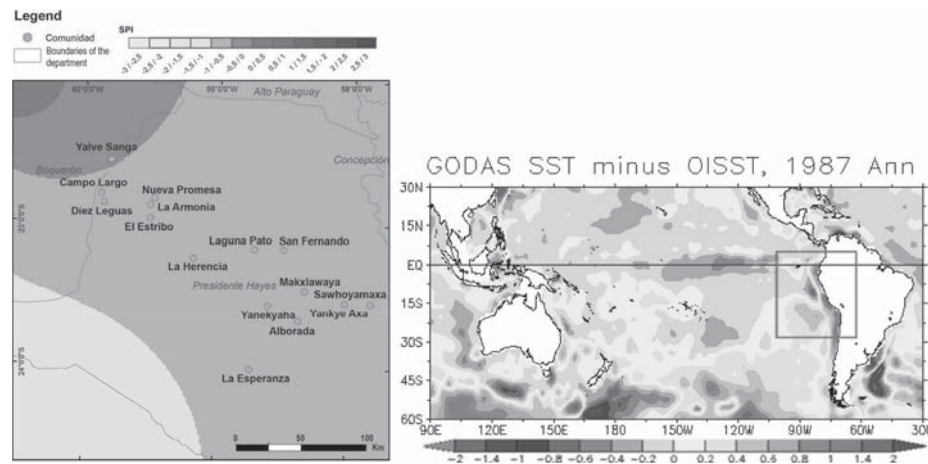 Legend
Comunidad
Boundaries of the
department
SPI
-3 / -2.5
-2.5 / -2
-2 / -1.5
-1.5 / -1
-1 / -0.5
-0.5 / 0
0.5 / 1
1 / 1.5
1.5 / 2
2 / 2.5
2.5 / 3
60°0'0"W
59°0'0"W
58°0'0"W
Alto Paraguay
Yalve Sanga
Concepción
Boquerón
Campo Largo
Nueva Promesa
Diez Leguas
La Armonia
El Estribo
23°0'0"S
Laguna Pato
San Fernando
La Herencia
Presidente Hayes
Makxlawaya
Sawhoyamaxa
Yanekyaha
Yankye Axa
Alborada
24°0'0"S
La Esperanza
0
50
100
Km
GODAS SST minus OISST, 1987 Ann
30N
15N
EQ
15S
30S
45S
60S
90E
120E
150E
180
150W
120W
90W
60W
30W
-2 -1.4 -1 -0.8 -0.6 -0.4 -0.2 0 0.2 0.4 0.6 0.8 1 1.4 2